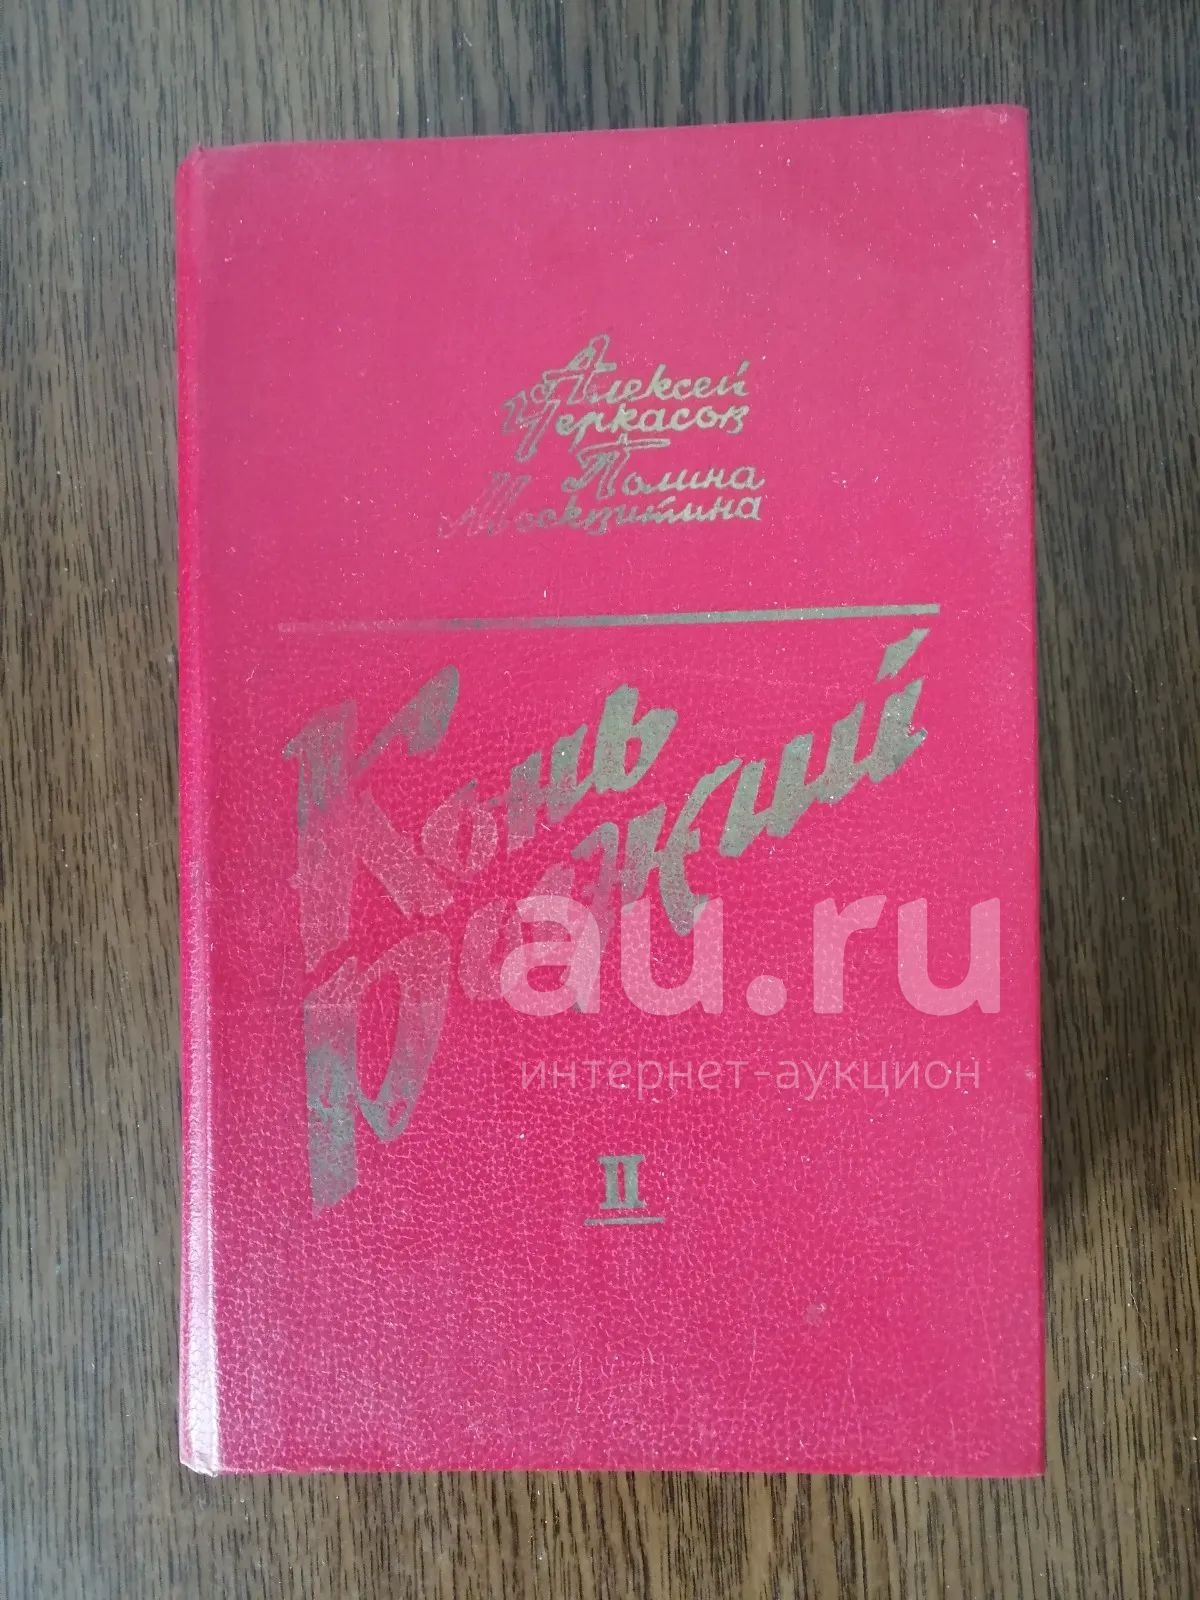 Алексей
Черкасов
Полина
Москвитина
Конь
Рыжий
au.ru
интернет-аукцион
II